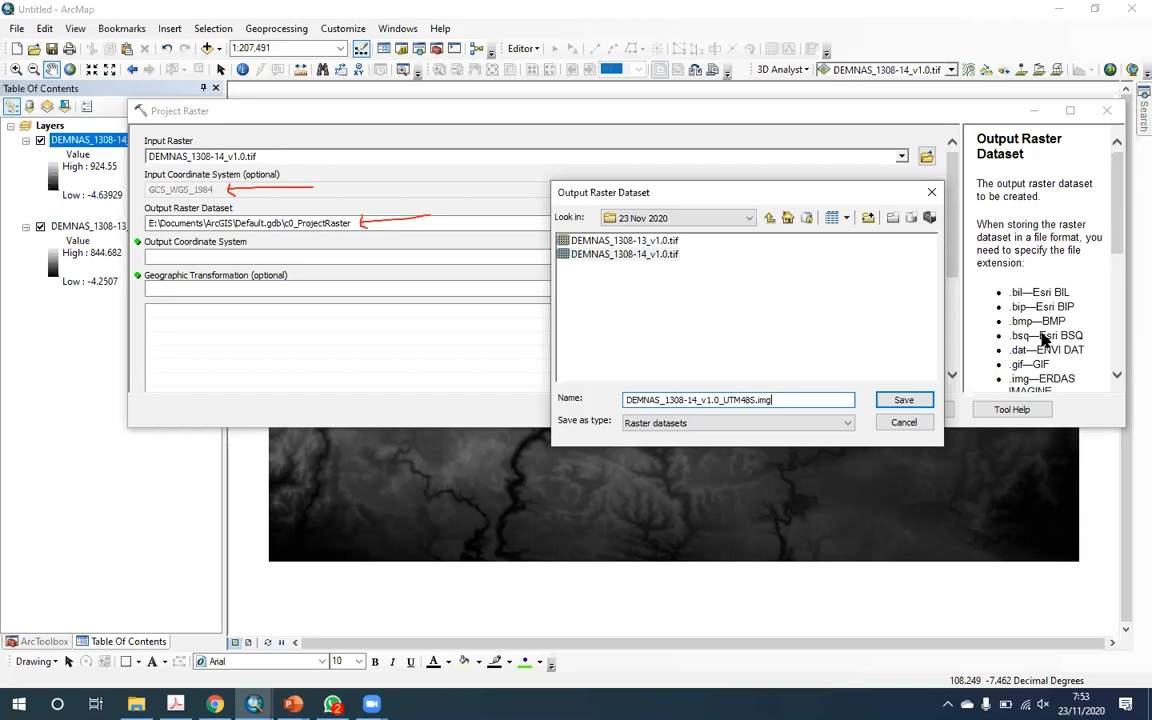 Untitled - ArcMap
File Edit View Bookmarks Insert Selection Geoprocessing Customize Windows Help
1:207,491
Editor
3D Analyst
DEMNAS_1308-14_v1.0.tif
Table Of Contents
Layers
DEMNAS_1308-14_
Value
High : 924.55
Low : -4.63929
DEMNAS_1308-13_
Value
High : 844.682
Low : -4.2507
Project Raster
Input Raster
DEMNAS_1308-14_v1.0.tif
Input Coordinate System (optional)
GCS_WGS_1984
Output Raster Dataset
E:\Documents\ArcGIS\Default.gdb\c0_ProjectRaster
Output Coordinate System
Geographic Transformation (optional)
Output Raster Dataset
Look in:
23 Nov 2020
DEMNAS_1308-13_v1.0.tif
DEMNAS_1308-14_v1.0.tif
Name:
DEMNAS_1308-14_v1.0_UTM48S.img
Save
Save as type:
Raster datasets
Cancel
Output Raster
Dataset
The output raster dataset
to be created.
When storing the raster
dataset in a file format, you
need to specify the file
extension:
.bil—Esri BIL
.bip—Esri BIP
.bmp—BMP
.bsq—Esri BSQ
.dat—ENVI DAT
.gif—GIF
.img—ERDAS
IMAGINE
Tool Help
Search
ArcToolbox
Table Of Contents
Drawing
Arial
10
B I U
A
108.249 -7.462 Decimal Degrees
2
7:53
23/11/2020